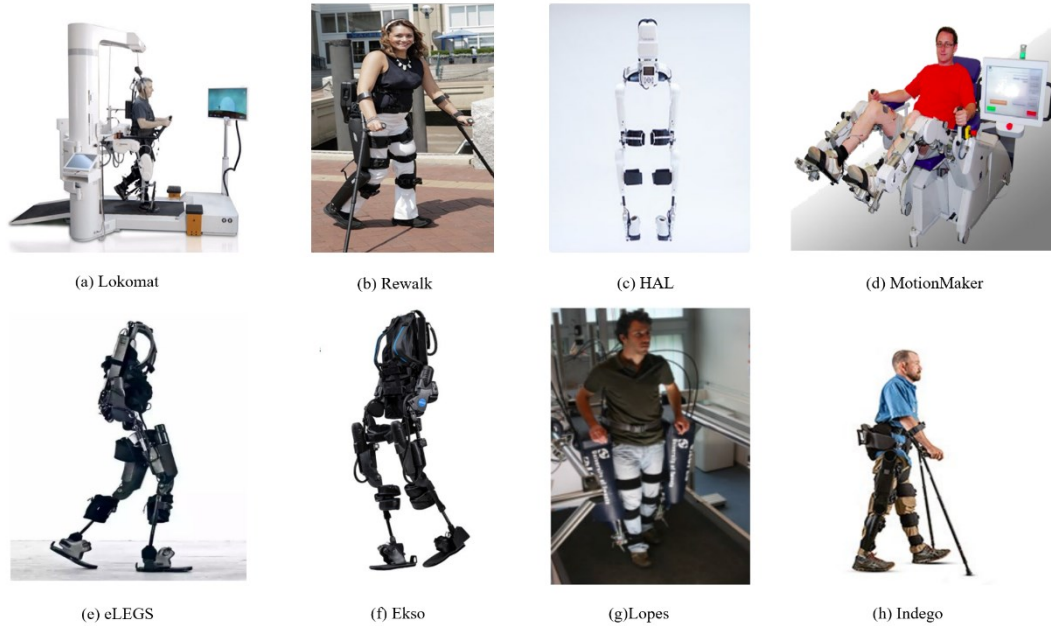 (a) Lokomat
(b) Rewalk
(c) HAL
(d) MotionMaker
(e) eLEGS
(f) Ekso
(g)Lopes
(h) Indego